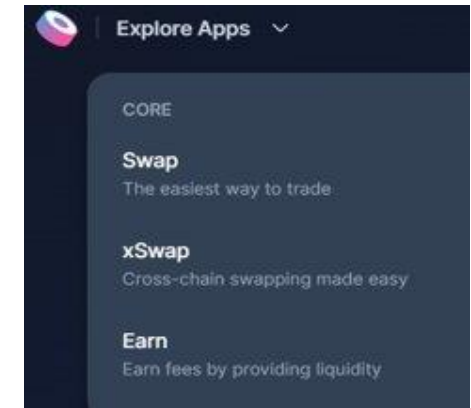 Explore Apps
CORE
Swap
The easiest way to trade
xSwap
Cross-chain swapping made easy
Earn
Earn fees by providing liquidity